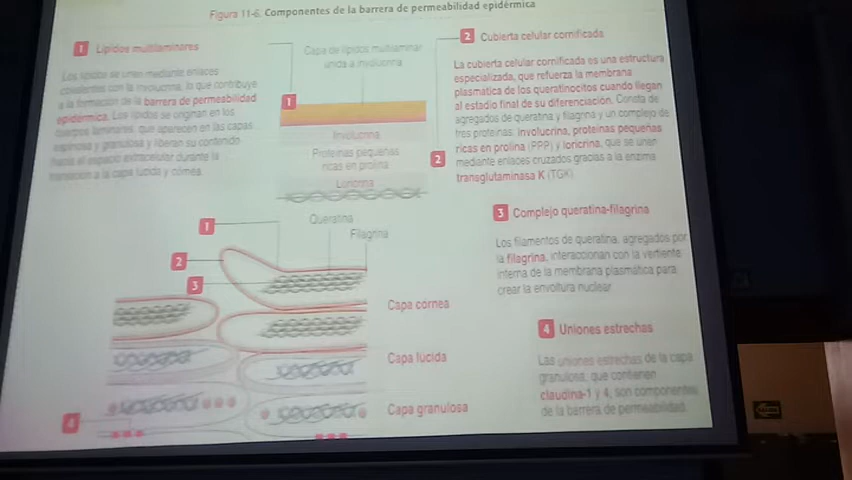 Figura 11-6. Componentes de la barrera de permeabilidad epidérmica
1 Lípidos multilaminares
Los lípidos se unen mediante enlaces
covalentes con la involucrina, lo que contribuye
a la formación de la barrera de permeabilidad
epidérmica. Los lípidos se originan en los
cuerpos laminares, que aparecen en las capas
espinosa y granulosa y liberan su contenido
hacia el espacio extracelular durante la
transición a la capa lúcida y córnea.
Capa de lípidos multilaminar
unida a involucrina
1
Involucrina
Proteínas pequeñas
ricas en prolina
Loricrina
2
2 Cubierta celular cornificada
La cubierta celular cornificada es una estructura
especializada, que refuerza la membrana
plasmática de los queratinocitos cuando llegan
al estadio final de su diferenciación. Consta de
agregados de queratina y filagrina y un complejo de
tres proteínas: involucrina, proteínas pequeñas
ricas en prolina (PPP) y loricrina, que se unen
mediante enlaces cruzados gracias a la enzima
transglutaminasa K (TGK).
1
2
3
Queratina
Filagrina
Capa córnea
Capa lúcida
Capa granulosa
4
3 Complejo queratina-filagrina
Los filamentos de queratina, agregados por
la filagrina, interaccionan con la vertiente
interna de la membrana plasmática para
crear la envoltura nuclear
4 Uniones estrechas
Las uniones estrechas de la capa
granulosa, que contienen
claudina-1 y 4, son componentes
de la barrera de permeabilidad.